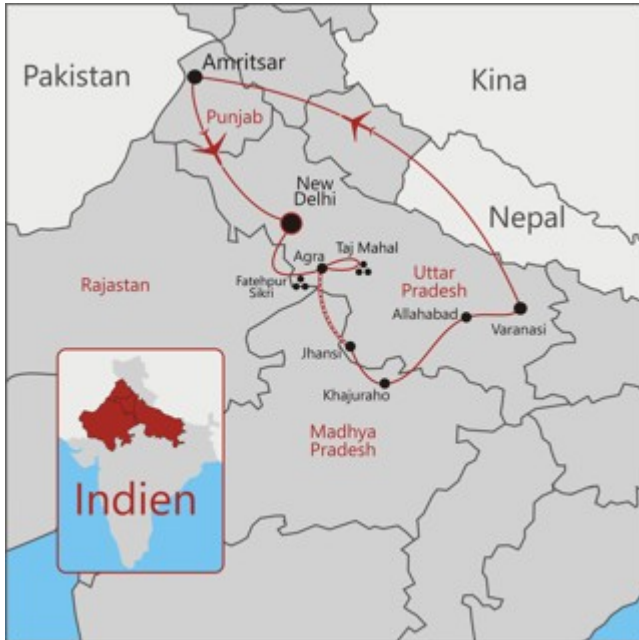 Amritsar
Pakistan
Kina
Punjab
New
Delhi
Nepal
Taj Mahal
Agra
Rajastan
Fatehpur
Sikri
Uttar
Pradesh
Allahabad
Varanasi
Jhansi
Khajuraho
Madhya
Pradesh
Indien